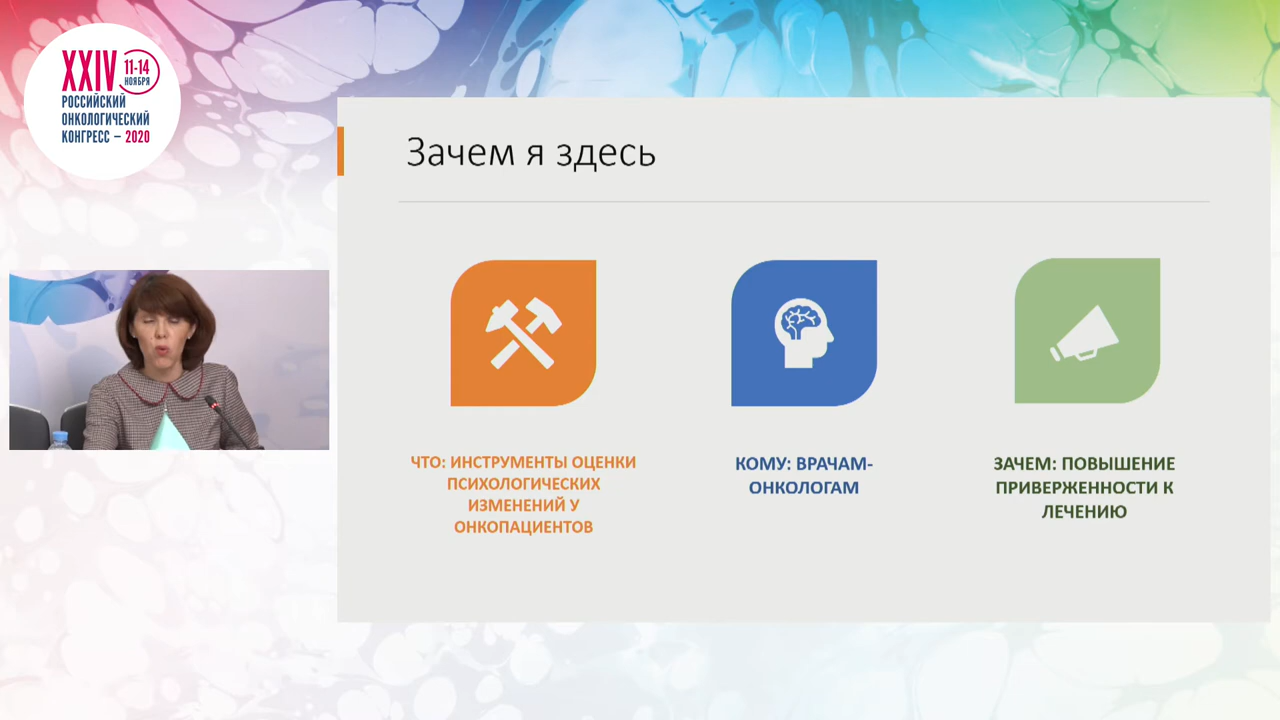 XXIV 11-14
НОЯБРЯ
РОССИЙСКИЙ
ОНКОЛОГИЧЕСКИЙ
КОНГРЕСС – 2020
Зачем я здесь
ЧТО: ИНСТРУМЕНТЫ ОЦЕНКИ
ПСИХОЛОГИЧЕСКИХ
ИЗМЕНЕНИЙ У
ОНКОПАЦИЕНТОВ
КОМУ: ВРАЧАМ-
ОНКОЛОГАМ
ЗАЧЕМ: ПОВЫШЕНИЕ
ПРИВЕРЖЕННОСТИ К
ЛЕЧЕНИЮ